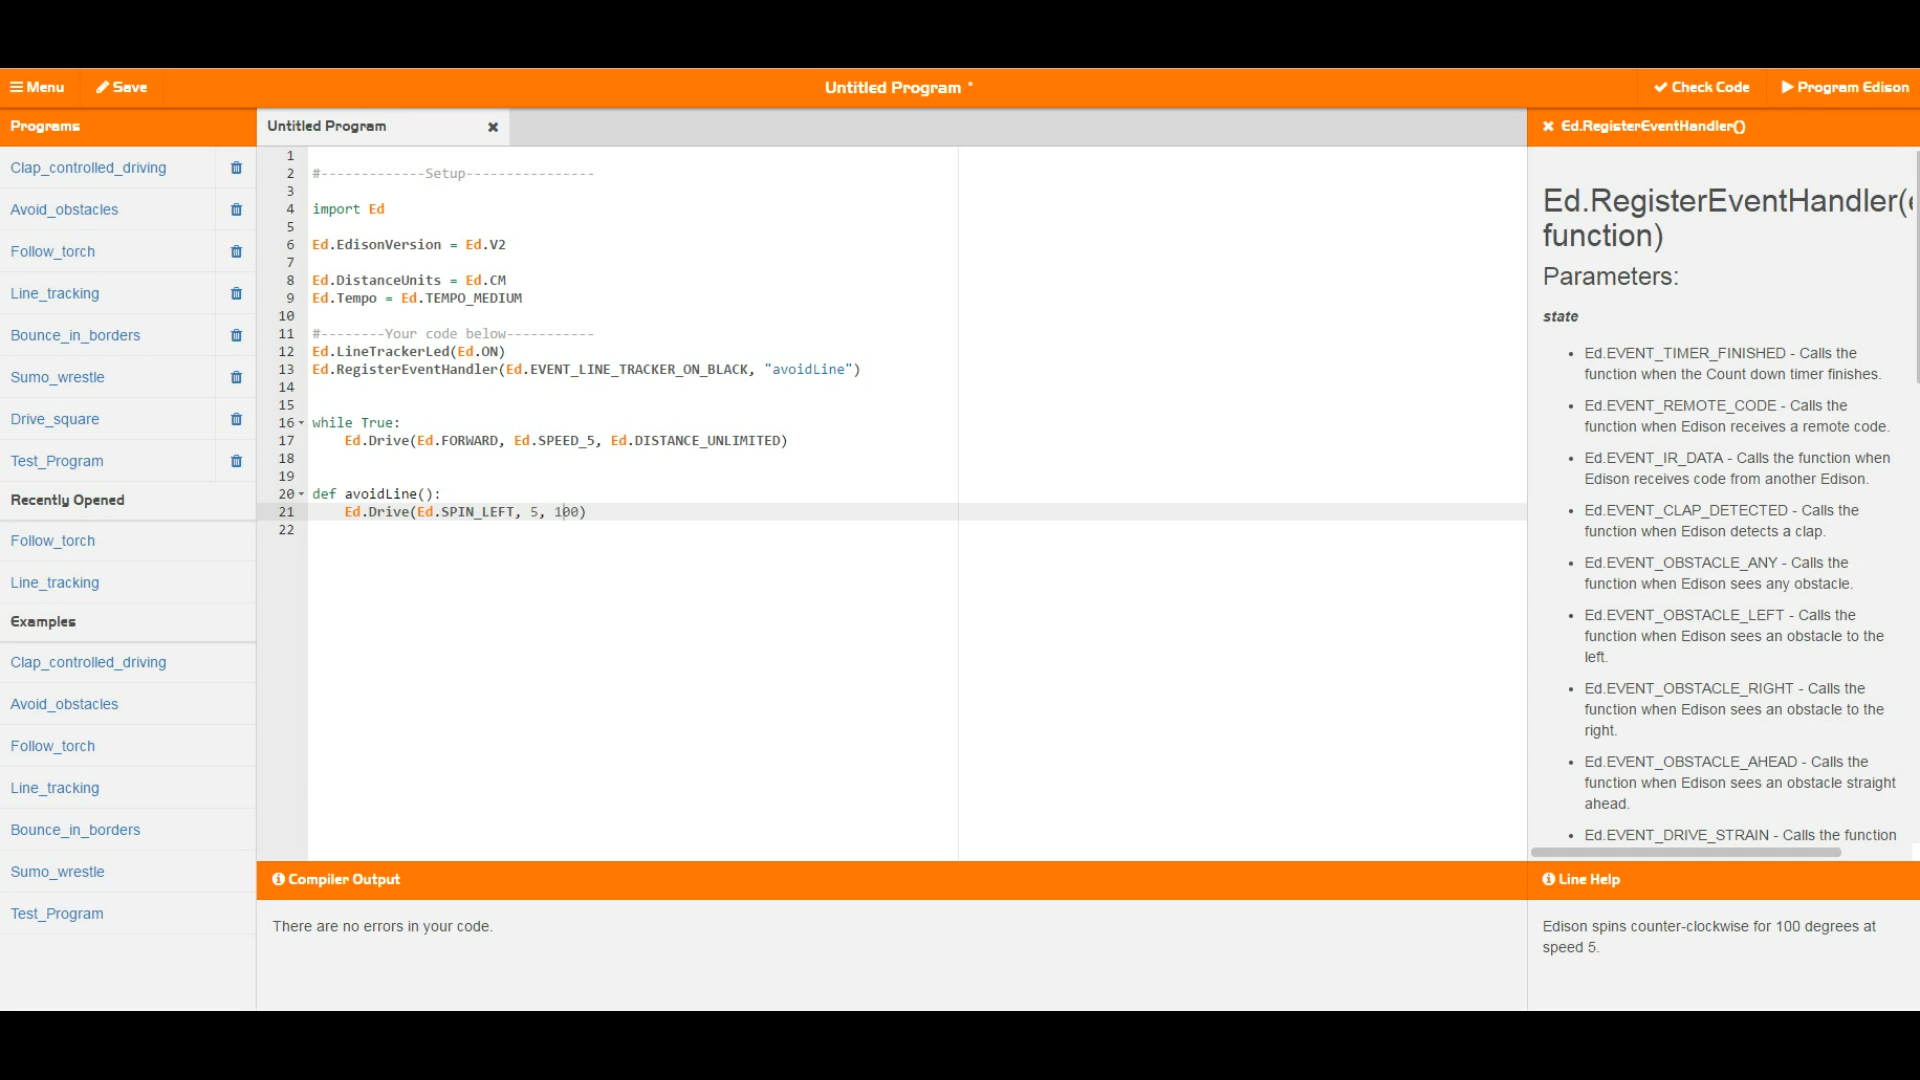 Menu Save Untitled Program * Check Code Program Edison
Programs
Clap_controlled_driving
Avoid_obstacles
Follow_torch
Line_tracking
Bounce_in_borders
Sumo_wrestle
Drive_square
Test_Program
Recently Opened
Follow_torch
Line_tracking
Examples
Clap_controlled_driving
Avoid_obstacles
Follow_torch
Line_tracking
Bounce_in_borders
Sumo_wrestle
Test_Program
Untitled Program
1
2 #-------------Setup----------------
3
4 import Ed
5
6 Ed.EdisonVersion = Ed.V2
7
8 Ed.DistanceUnits = Ed.CM
9 Ed.Tempo = Ed.TEMPO_MEDIUM
10
11 #--------Your code below-----------
12 Ed.LineTrackerLed(Ed.ON)
13 Ed.RegisterEventHandler(Ed.EVENT_LINE_TRACKER_ON_BLACK, "avoidLine")
14
15
16 while True:
17 Ed.Drive(Ed.FORWARD, Ed.SPEED_5, Ed.DISTANCE_UNLIMITED)
18
19
20 def avoidLine():
21 Ed.Drive(Ed.SPIN_LEFT, 5, 100)
22
Compiler Output
There are no errors in your code.
Ed.RegisterEventHandler()
Ed.RegisterEventHandler(
function)
Parameters:
state
Ed.EVENT_TIMER_FINISHED - Calls the
function when the Count down timer finishes.
Ed.EVENT_REMOTE_CODE - Calls the
function when Edison receives a remote code.
Ed.EVENT_IR_DATA - Calls the function when
Edison receives code from another Edison.
Ed.EVENT_CLAP_DETECTED - Calls the
function when Edison detects a clap.
Ed.EVENT_OBSTACLE_ANY - Calls the
function when Edison sees any obstacle.
Ed.EVENT_OBSTACLE_LEFT - Calls the
function when Edison sees an obstacle to the
left.
Ed.EVENT_OBSTACLE_RIGHT - Calls the
function when Edison sees an obstacle to the
right.
Ed.EVENT_OBSTACLE_AHEAD - Calls the
function when Edison sees an obstacle straight
ahead.
Ed.EVENT_DRIVE_STRAIN - Calls the function
Line Help
Edison spins counter-clockwise for 100 degrees at
speed 5.